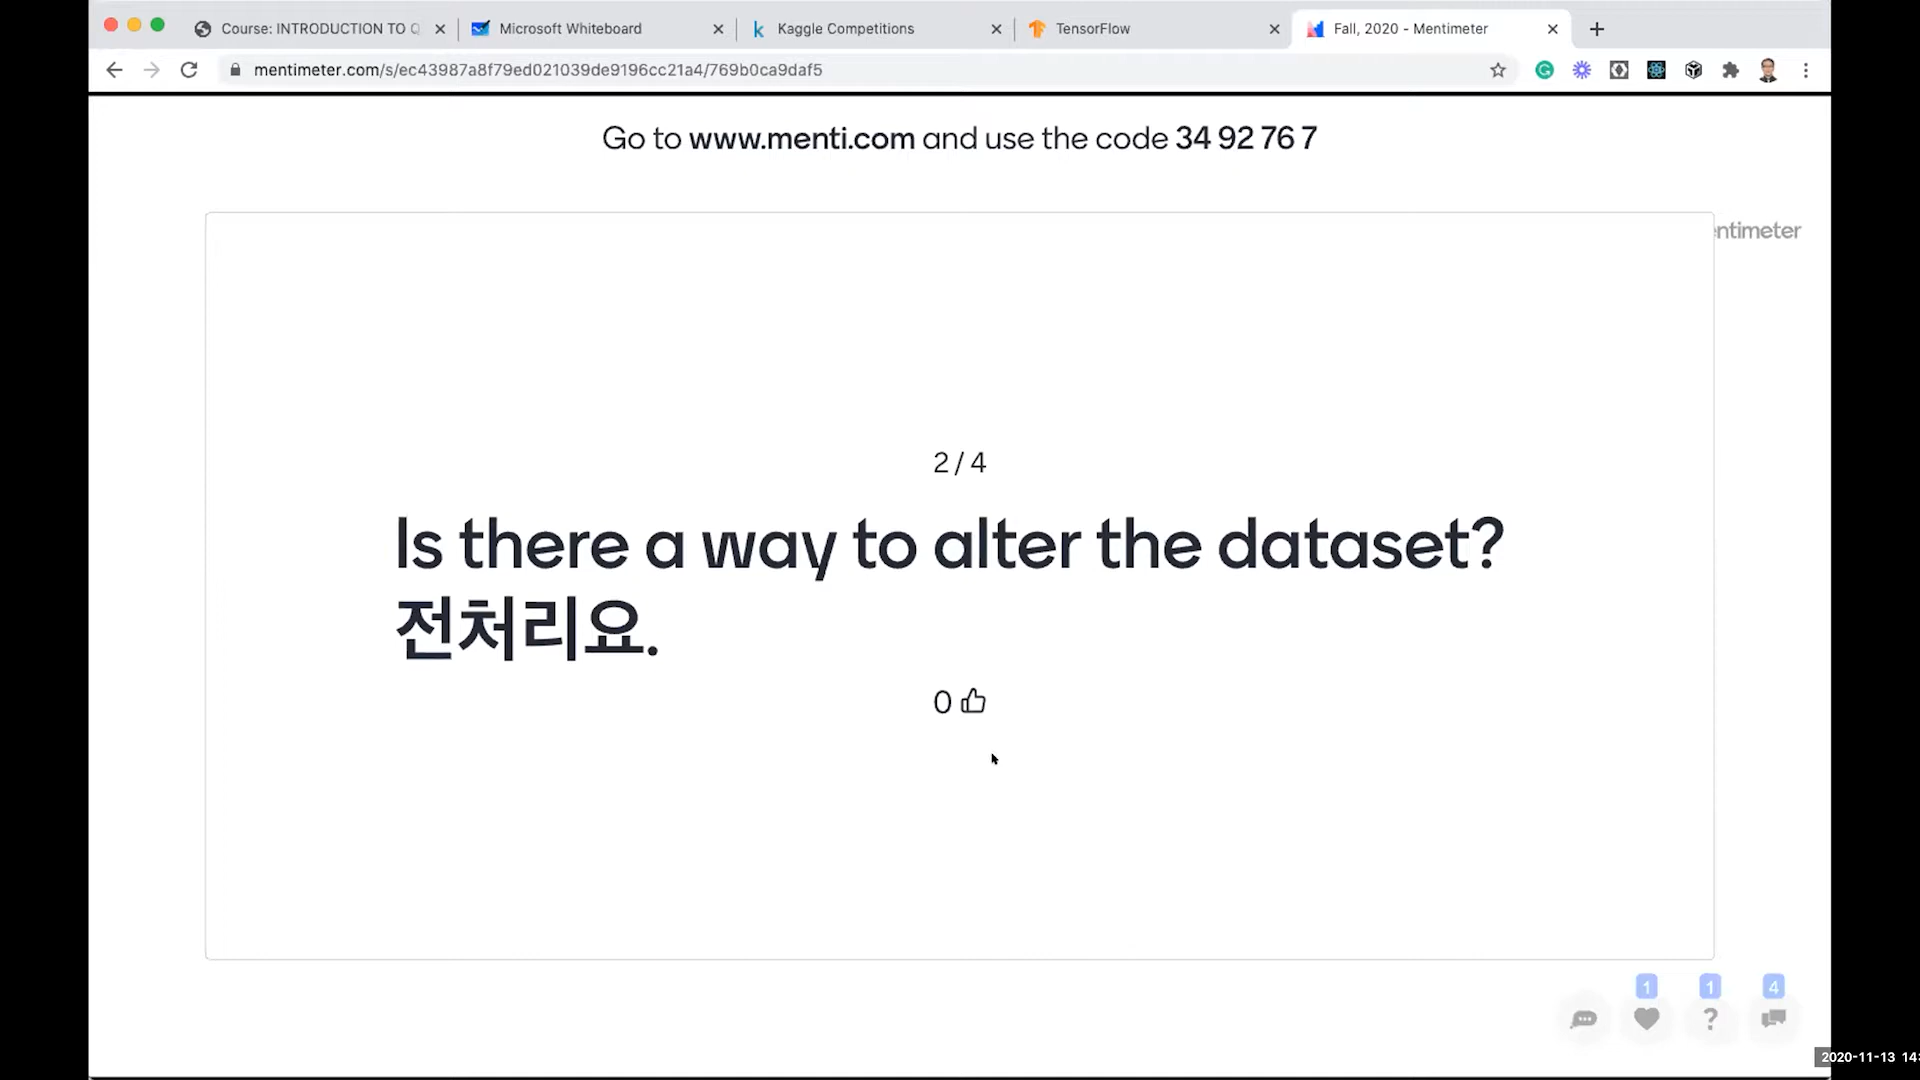 Course: INTRODUCTION TO Q
Microsoft Whiteboard
Kaggle Competitions
TensorFlow
Fall, 2020 - Mentimeter
mentimeter.com/s/ec43987a8f79ed021039de9196cc21a4/769b0ca9daf5
Go to www.menti.com and use the code 34 92 76 7
ntimeter
2 / 4
Is there a way to alter the dataset?
전처리요.
0
1
1
4
?
2020-11-13 14: